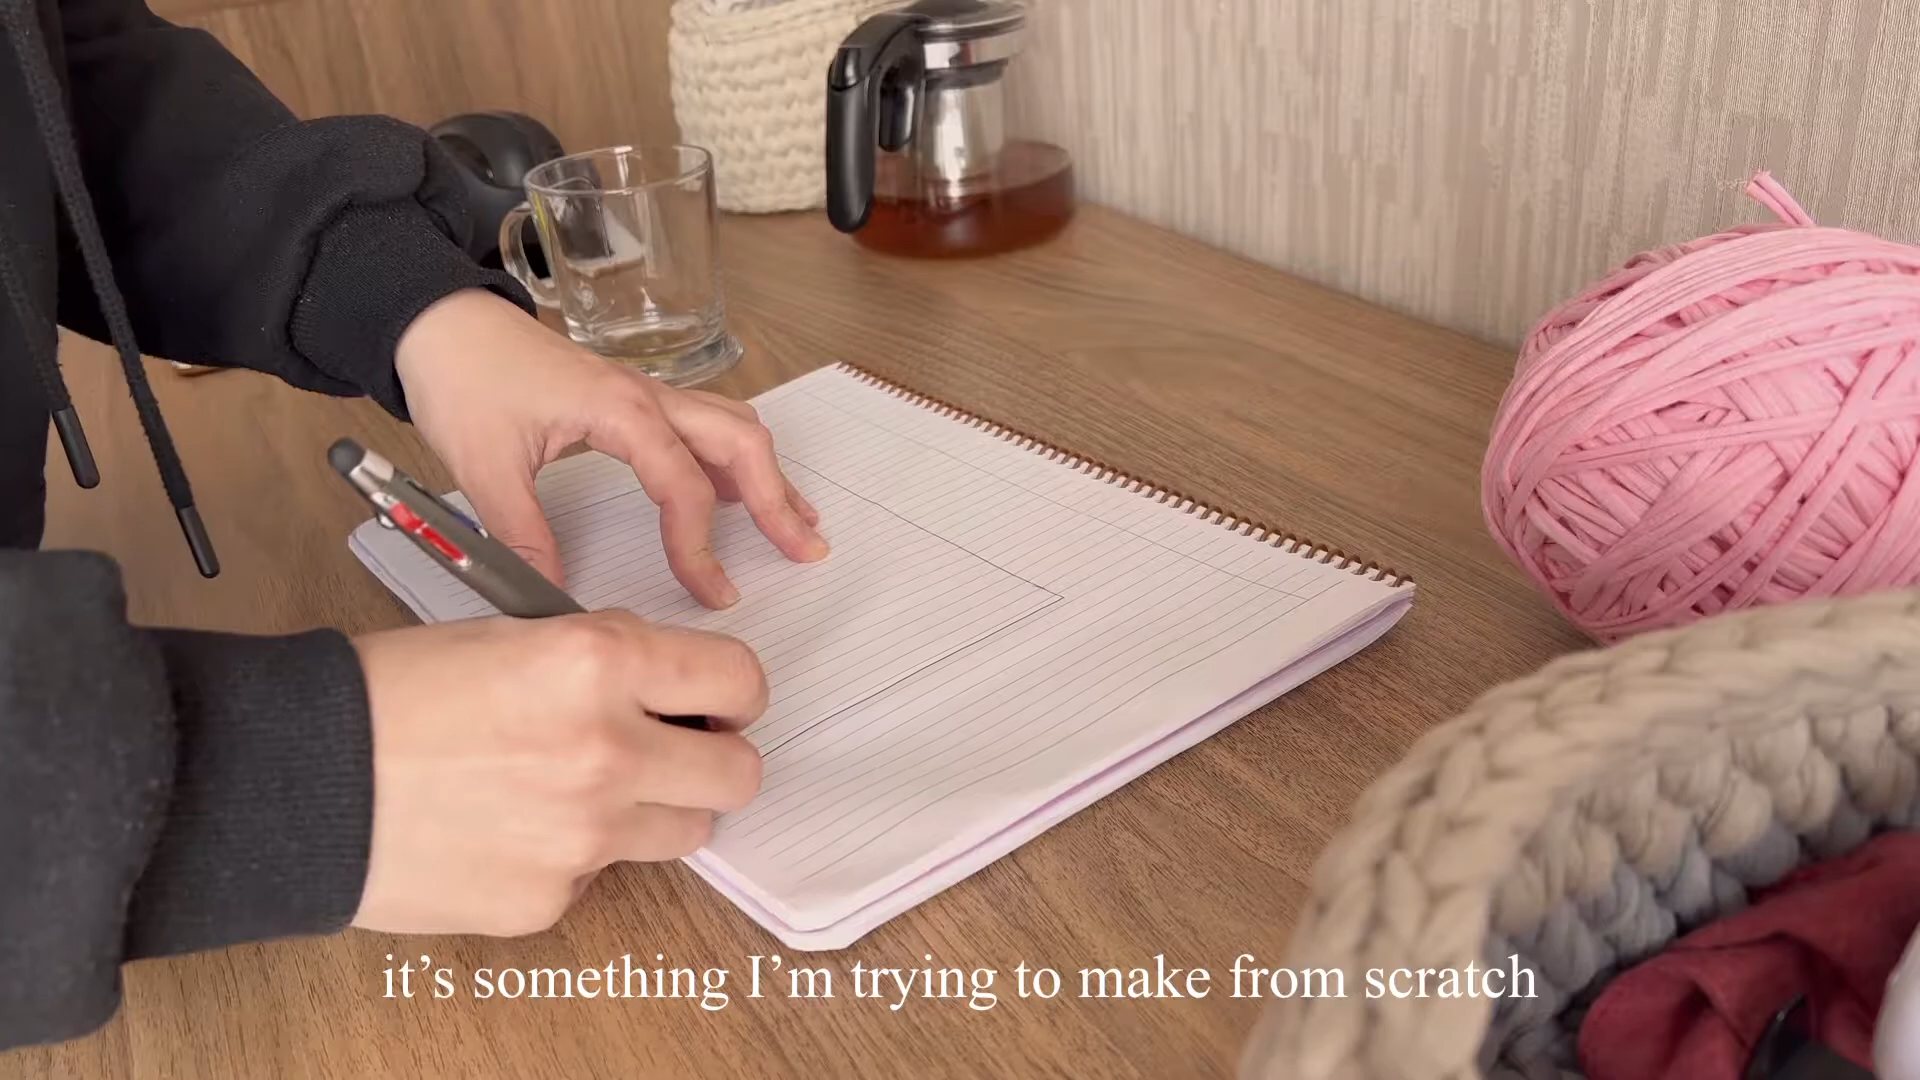 it’s something I’m trying to make from scratch